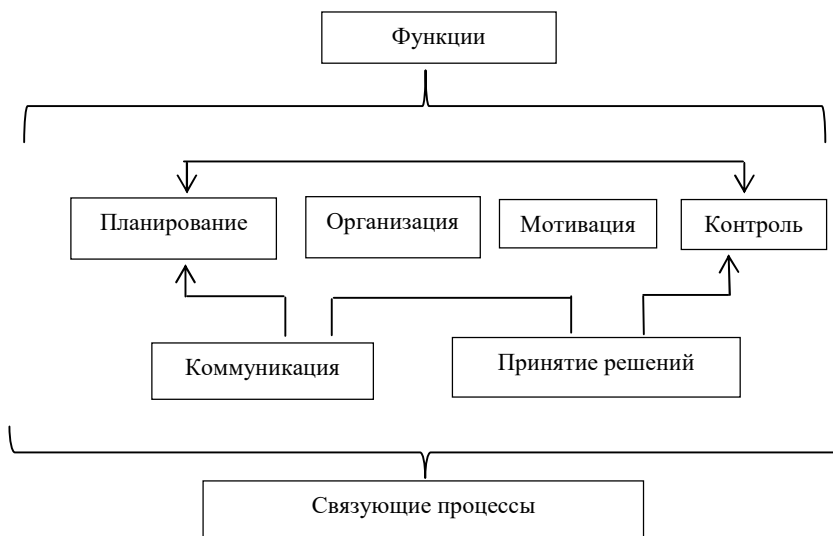 Функции
Планирование
Организация
Мотивация
Контроль
Коммуникация
Принятие решений
Связующие процессы